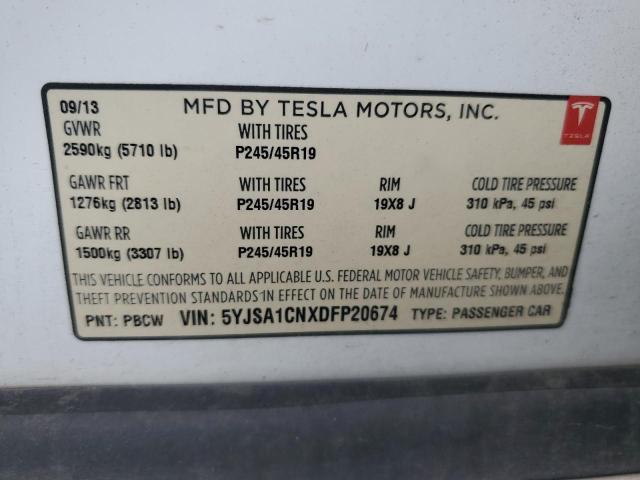 09/13 MFD BY TESLA MOTORS, INC.
GVWR WITH TIRES
2590kg (5710 lb) P245/45R19
TESLA
GAWR FRT WITH TIRES RIM COLD TIRE PRESSURE
1276kg (2813 lb) P245/45R19 19X8 J 310 kPa, 45 psi
GAWR RR WITH TIRES RIM COLD TIRE PRESSURE
1500kg (3307 lb) P245/45R19 19X8 J 310 kPa, 45 psi
THIS VEHICLE CONFORMS TO ALL APPLICABLE U.S. FEDERAL MOTOR VEHICLE SAFETY, BUMPER, AND
THEFT PREVENTION STANDARDS IN EFFECT ON THE DATE OF MANUFACTURE SHOWN ABOVE.
PNT: PBCW VIN: 5YJSA1CNXDFP20674 TYPE: PASSENGER CAR